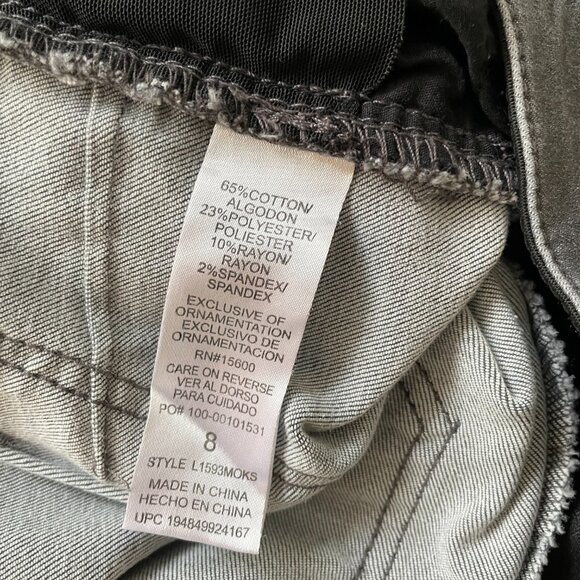 65%COTTON/
ALGODON
23%POLYESTER/
POLIESTER
10%RAYON/
RAYON
2%SPANDEX/
SPANDEX
EXCLUSIVE OF
ORNAMENTATION
EXCLUSIVO DE
ORNAMENTACION
RN#15600
CARE ON REVERSE
VER AL DORSO
PARA CUIDADO
PO# 100-00101531
8
STYLE L1593MOKS
MADE IN CHINA
HECHO EN CHINA
UPC 194849924167